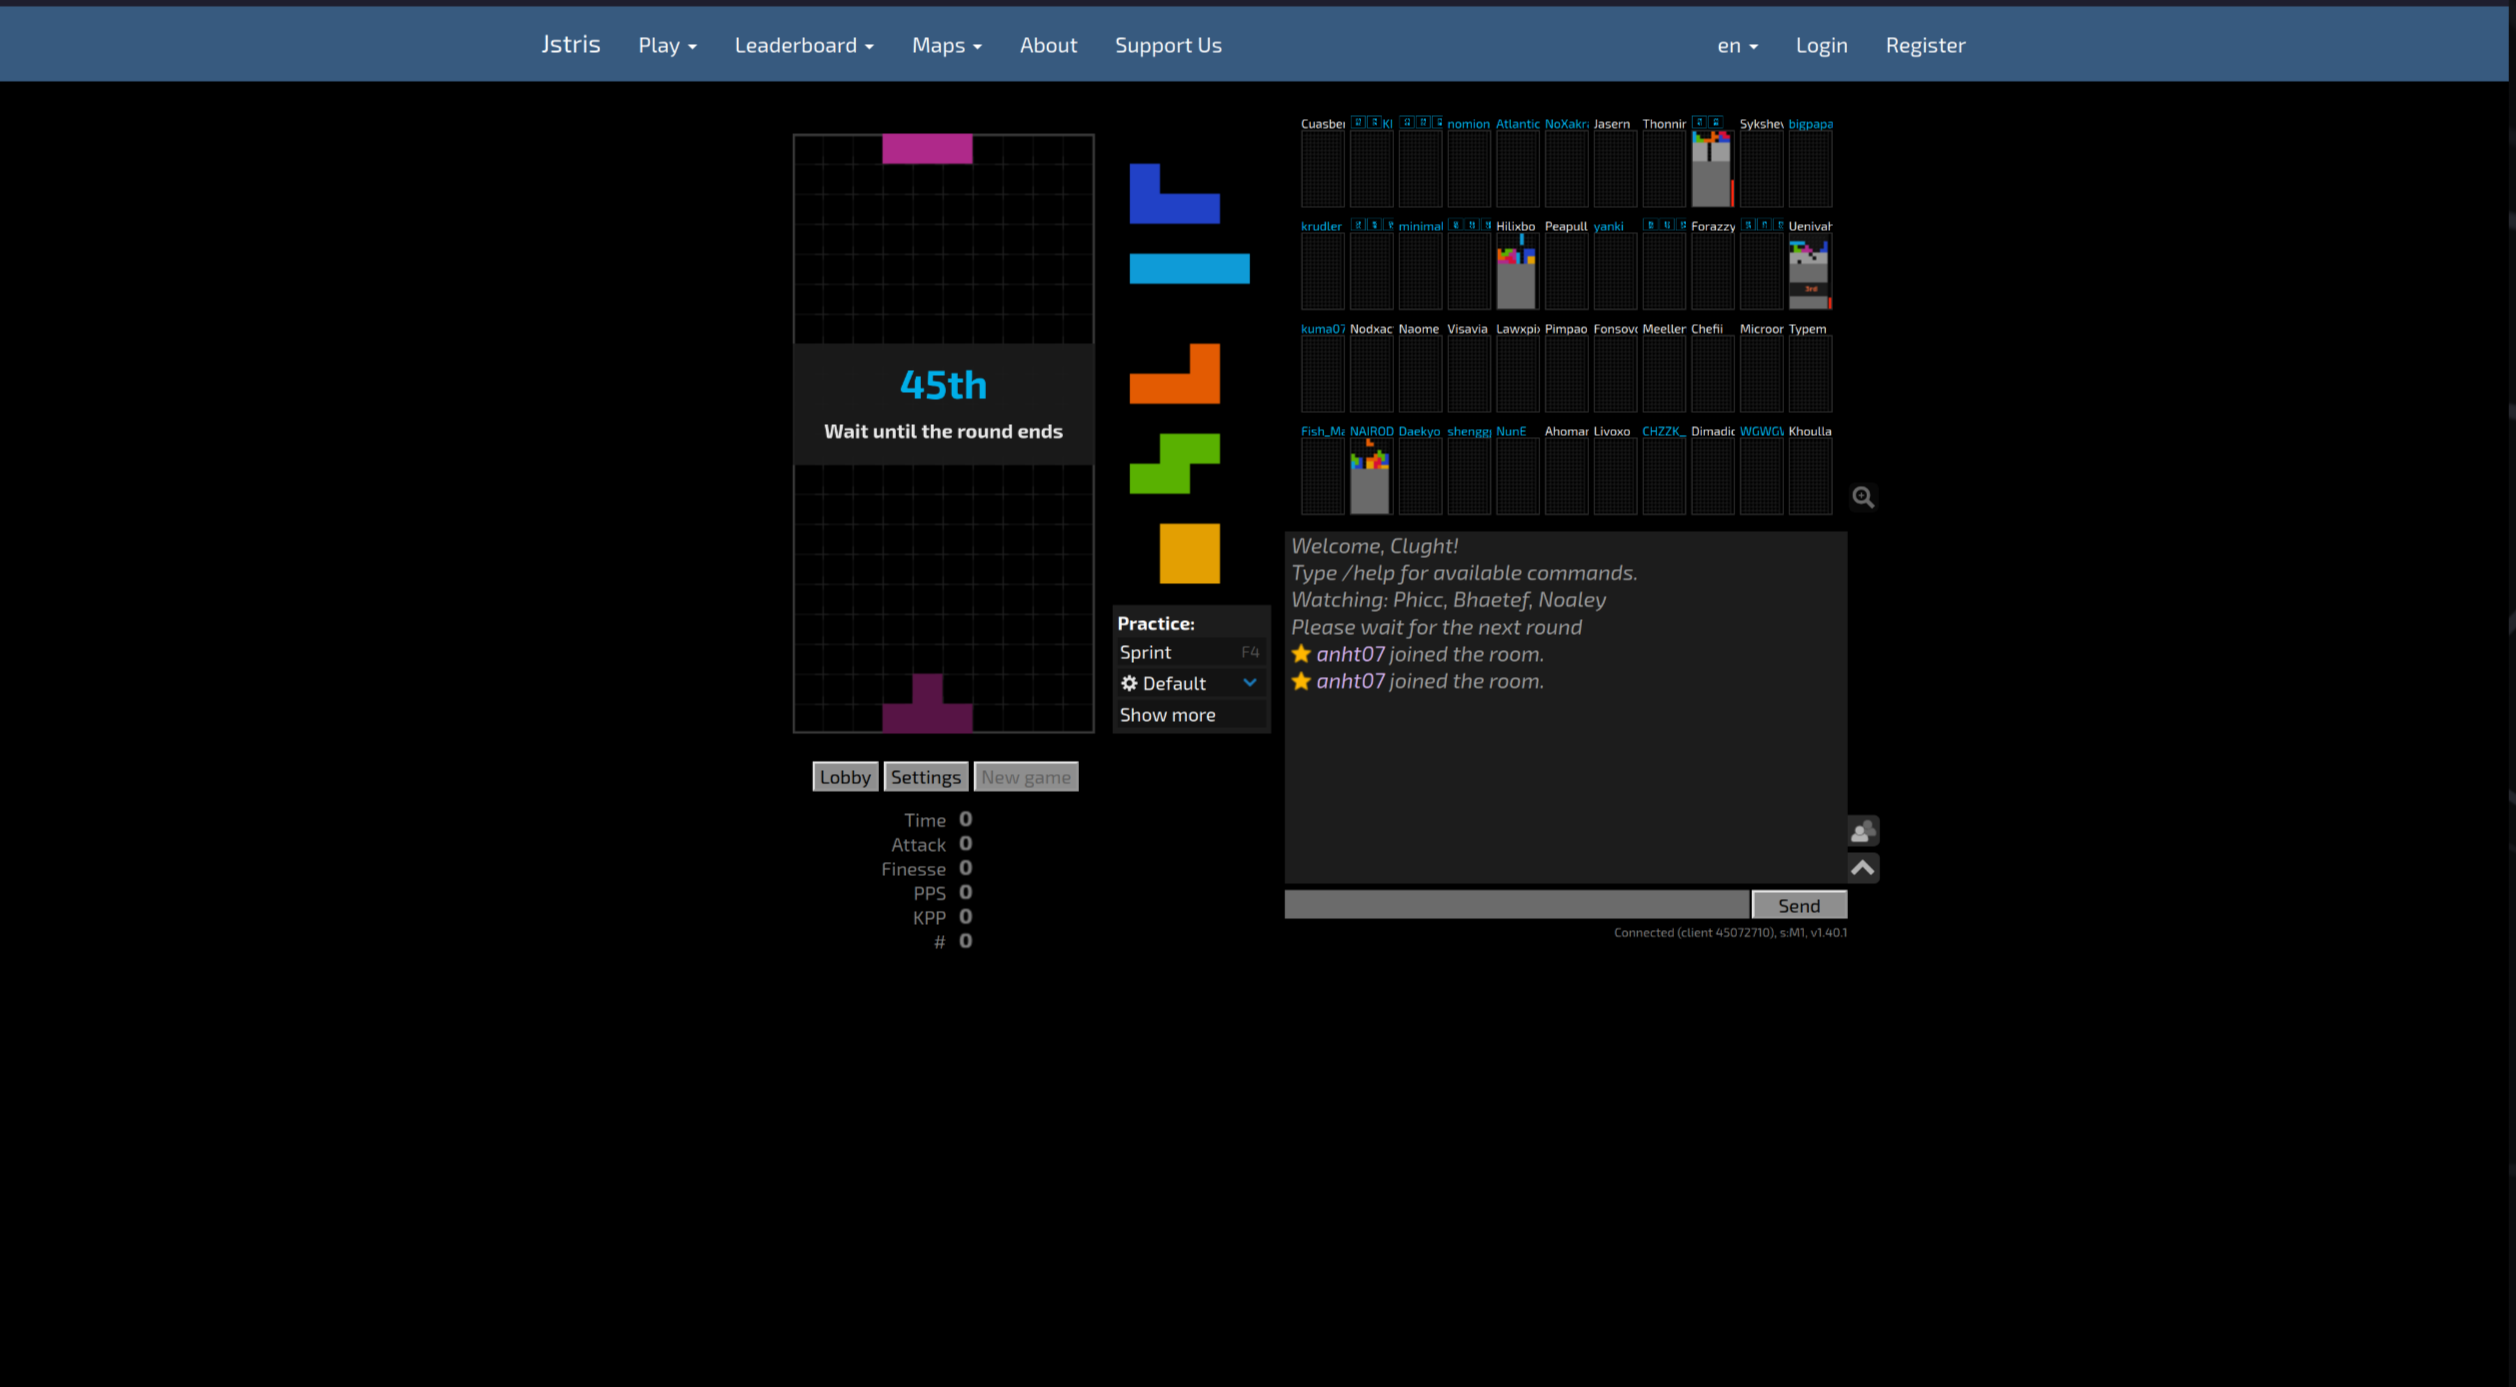 Jstris Play Leaderboard Maps About Support Us en Login Register
Cuasbe KI nomion Atlantic NoXakr Jasern Thonnir Sykshe bigpapa
krudler minimal Hilixbo Peapull yanki Forazzy Uenivah
kuma07 Nodxac Naome Visavia Lawxpi Pimpao Fonsov Meeller Chefii Microor Typem
Fish_Ma NAIROD Daekyo shengg NunE Ahomar Livoxo CHZZK_ Dimadic WGWG Khoulla
3rd
45th
Wait until the round ends
Practice:
Sprint F4
Default
Show more
Lobby Settings New game
Time 0
Attack 0
Finesse 0
PPS 0
KPP 0
# 0
Welcome, Clught!
Type /help for available commands.
Watching: Phicc, Bhaetef, Noaley
Please wait for the next round
anht07 joined the room.
anht07 joined the room.
Send
Connected (client 45072710), s:M1, v1.40.1